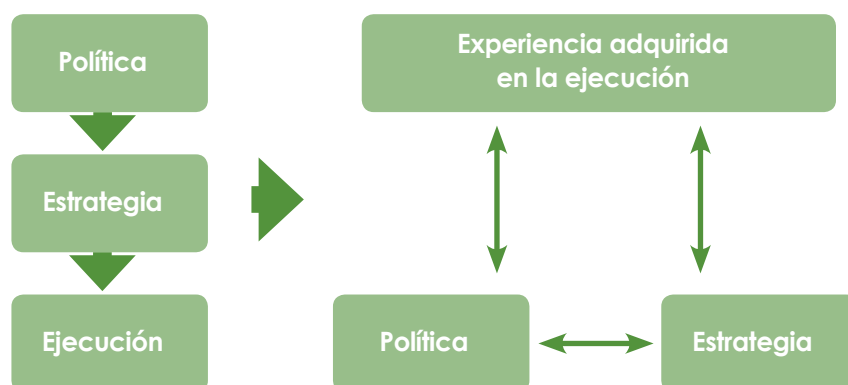 Política
Estrategia
Ejecución
Experiencia adquirida
en la ejecución
Política
Estrategia